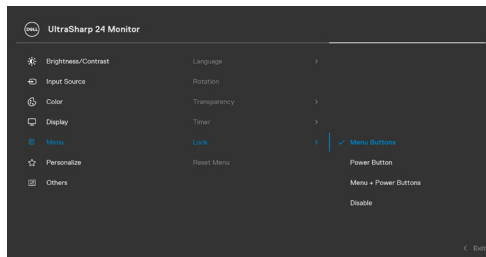 DELL UltraSharp 24 Monitor
Brightness/Contrast
Input Source
Color
Display
Menu
Personalize
Others
Language
Rotation
Transparency
Timer
Lock
Reset Menu
Menu Buttons
Power Button
Menu + Power Buttons
Disable
Exit